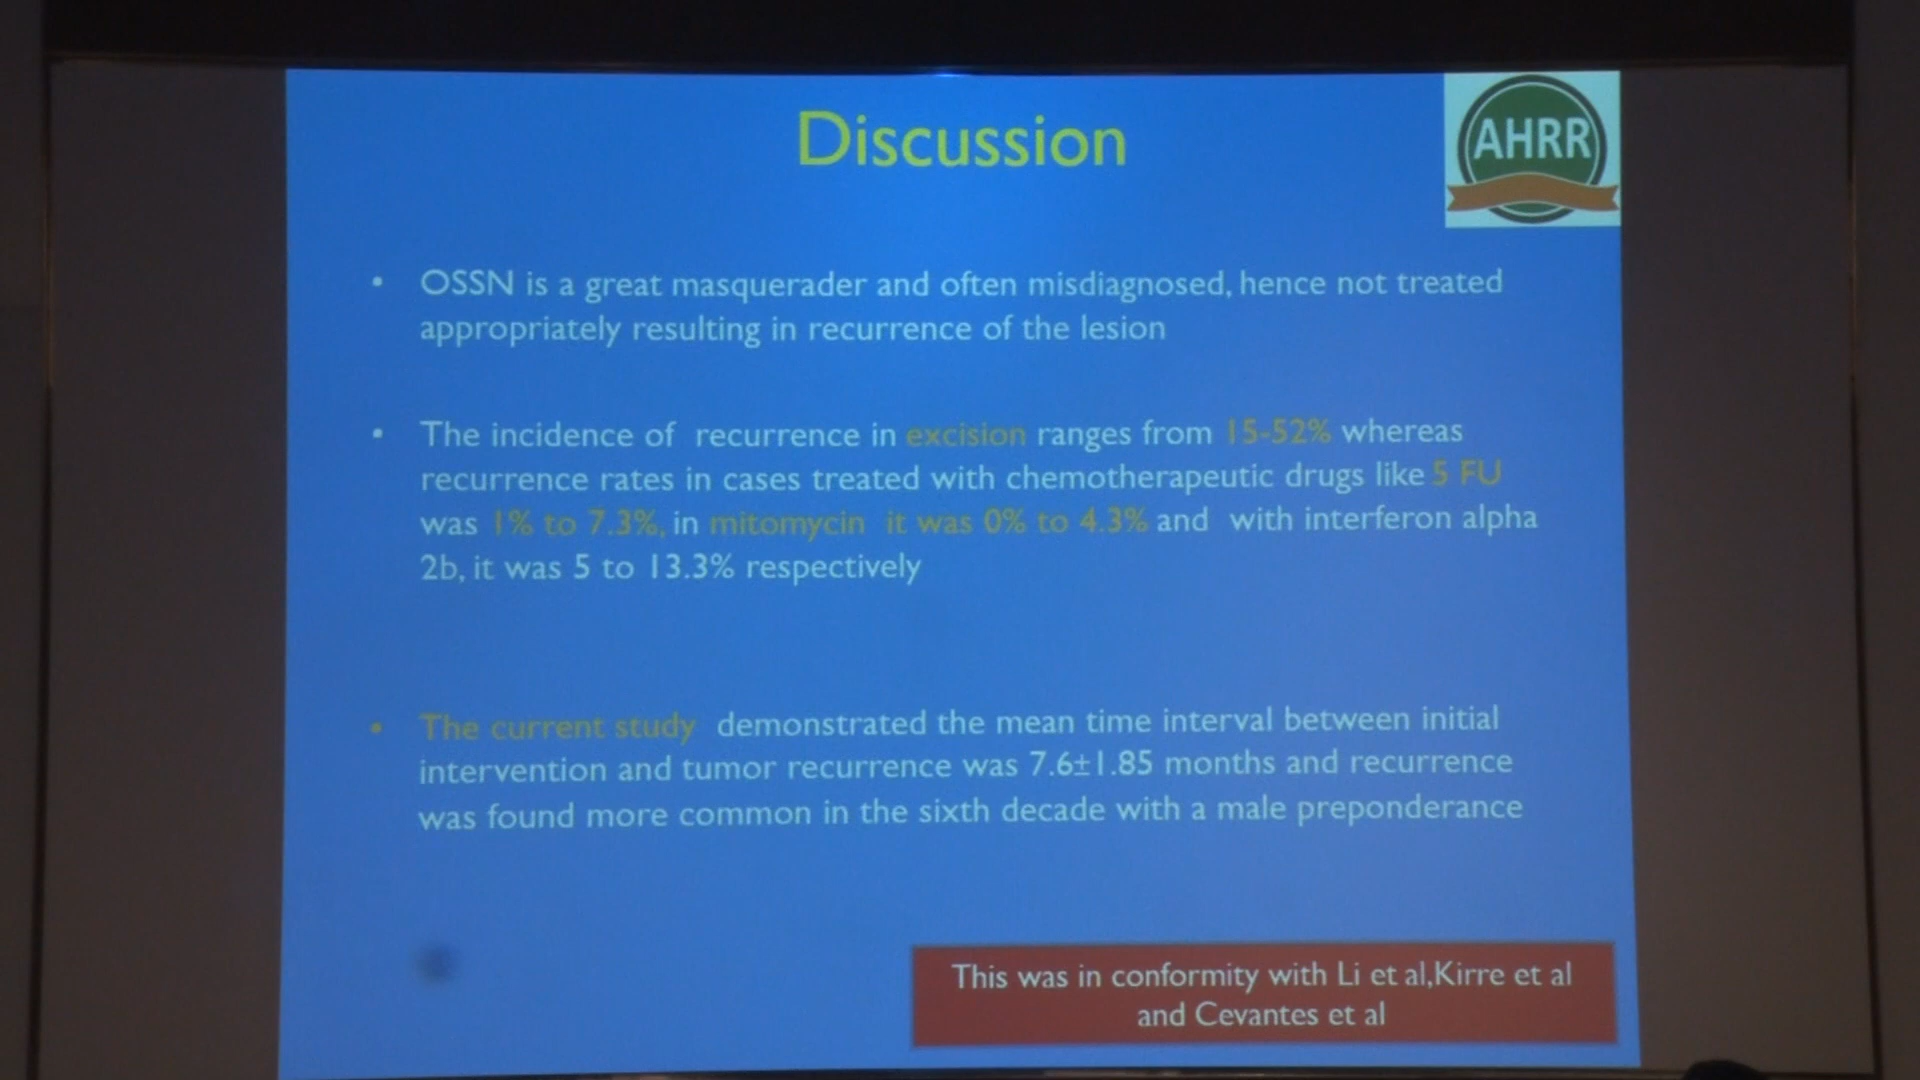 Discussion
AHRR
• OSSN is a great masquerader and often misdiagnosed, hence not treated
appropriately resulting in recurrence of the lesion
• The incidence of recurrence in excision ranges from 15-52% whereas
recurrence rates in cases treated with chemotherapeutic drugs like 5 FU
was 1% to 7.3%, in mitomycin it was 0% to 4.3% and with interferon alpha
2b, it was 5 to 13.3% respectively
• The current study demonstrated the mean time interval between initial
intervention and tumor recurrence was 7.6±1.85 months and recurrence
was found more common in the sixth decade with a male preponderance
This was in conformity with Li et al,Kirre et al
and Cevantes et al